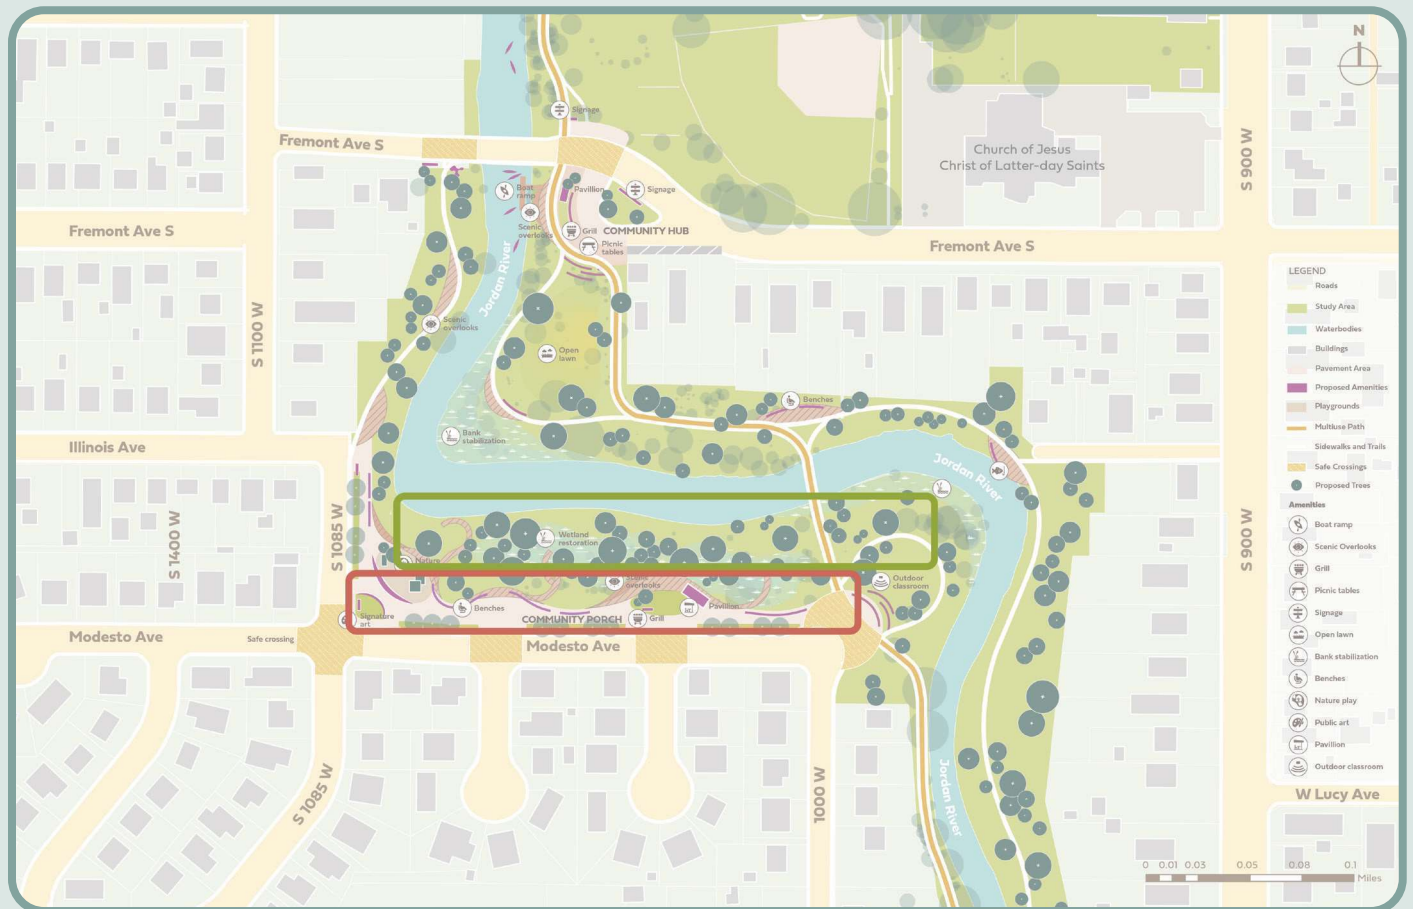 N
Signage
Fremont Ave S
Church of Jesus
Christ of Latter-day Saints
S 900 W
Boat
ramp
Pavillion
Signage
Scenic
overlooks
Grill
COMMUNITY HUB
Picnic
tables
Fremont Ave S
Fremont Ave S
Jordan River
S 1100 W
Scenic
overlooks
Open
lawn
Benches
Bank
stabilization
Illinois Ave
Jordan River
S 1400 W
S 1085 W
Wetland
restoration
Nature
S 900 W
Scenic
overlooks
Outdoor
classroom
Signature
art
Benches
Pavillion
COMMUNITY PORCH
Grill
Modesto Ave
Safe crossing
Modesto Ave
S 1085 W
1000 W
Jordan River
W Lucy Ave
LEGEND
Roads
Study Area
Waterbodies
Buildings
Pavement Area
Proposed Amenities
Playgrounds
Multiuse Path
Sidewalks and Trails
Safe Crossings
Proposed Trees
Amenities
Boat ramp
Scenic Overlooks
Grill
Picnic tables
Signage
Open lawn
Bank stabilization
Benches
Nature play
Public art
Pavillion
Outdoor classroom
0 0.01 0.03 0.05 0.08 0.1
Miles